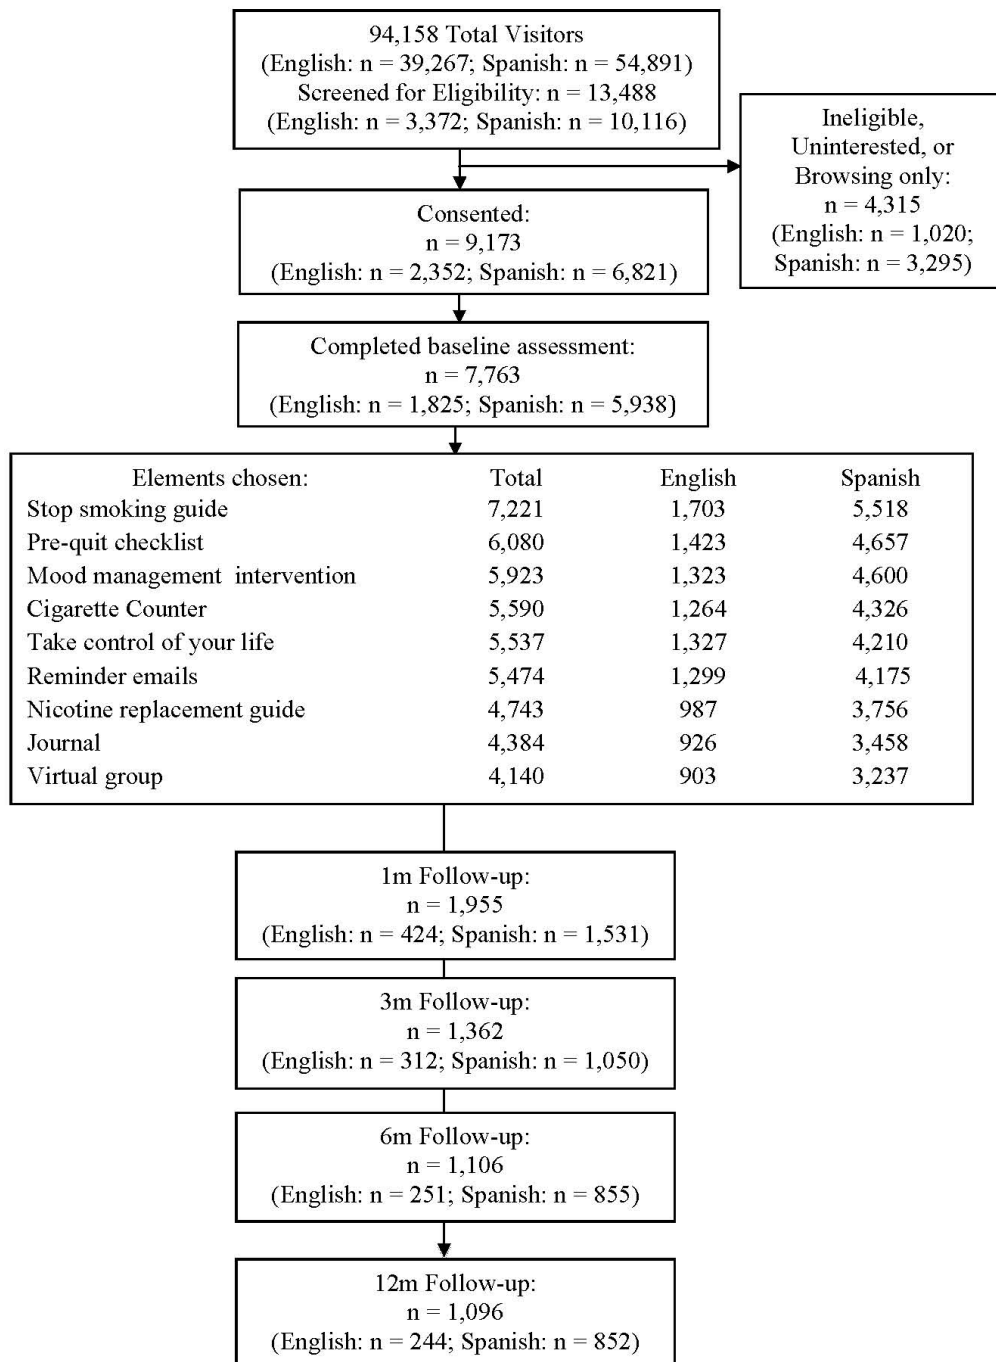 94,158 Total Visitors
(English: n = 39,267; Spanish: n = 54,891)
Screened for Eligibility: n = 13,488
(English: n = 3,372; Spanish: n = 10,116)
Ineligible,
Uninterested, or
Browsing only:
n = 4,315
(English: n = 1,020;
Spanish: n = 3,295)
Consented:
n = 9,173
(English: n = 2,352; Spanish: n = 6,821)
Completed baseline assessment:
n = 7,763
(English: n = 1,825; Spanish: n = 5,938)
Elements chosen: Total English Spanish
Stop smoking guide 7,221 1,703 5,518
Pre-quit checklist 6,080 1,423 4,657
Mood management intervention 5,923 1,323 4,600
Cigarette Counter 5,590 1,264 4,326
Take control of your life 5,537 1,327 4,210
Reminder emails 5,474 1,299 4,175
Nicotine replacement guide 4,743 987 3,756
Journal 4,384 926 3,458
Virtual group 4,140 903 3,237
1m Follow-up:
n = 1,955
(English: n = 424; Spanish: n = 1,531)
3m Follow-up:
n = 1,362
(English: n = 312; Spanish: n = 1,050)
6m Follow-up:
n = 1,106
(English: n = 251; Spanish: n = 855)
12m Follow-up:
n = 1,096
(English: n = 244; Spanish: n = 852)